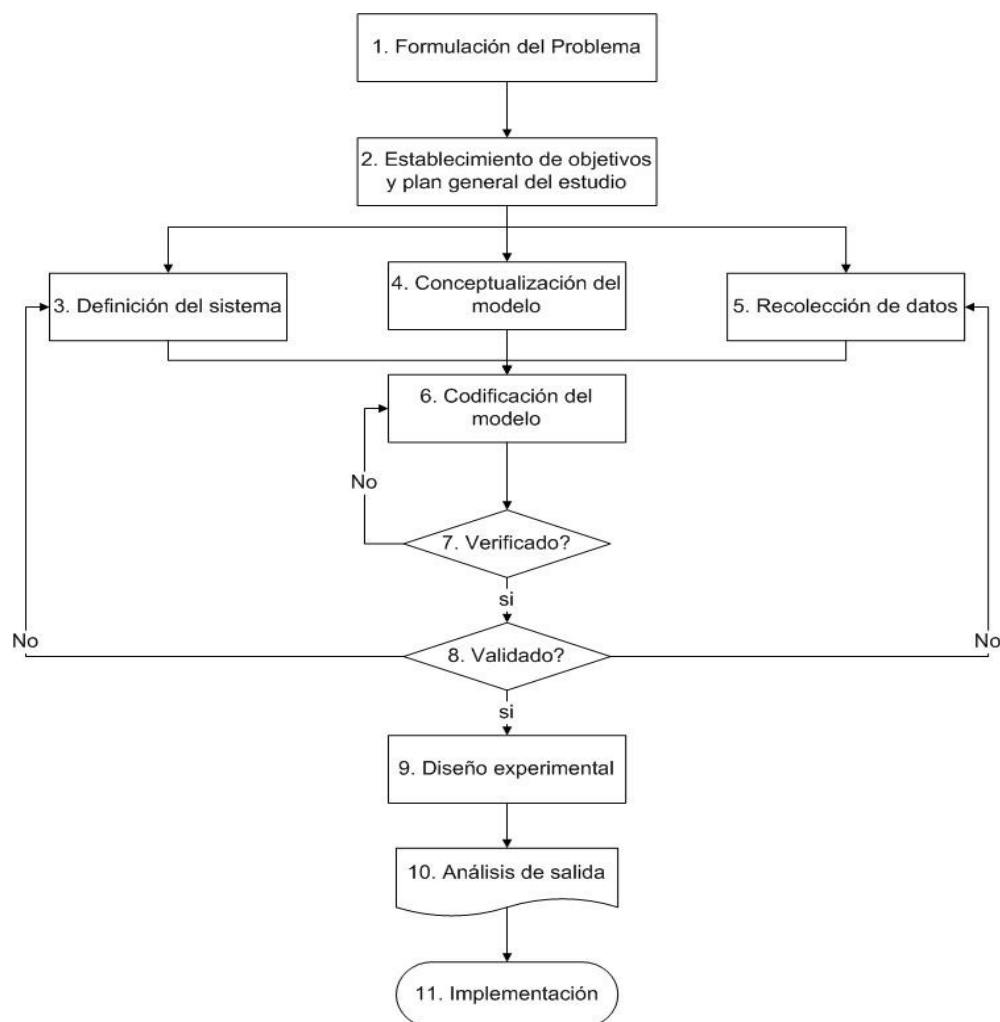 1. Formulación del Problema
2. Establecimiento de objetivos
y plan general del estudio
3. Definición del sistema
4. Conceptualización del
modelo
5. Recolección de datos
6. Codificación del
modelo
No
7. Verificado?
si
No
8. Validado?
No
si
9. Diseño experimental
10. Análisis de salida
11. Implementación